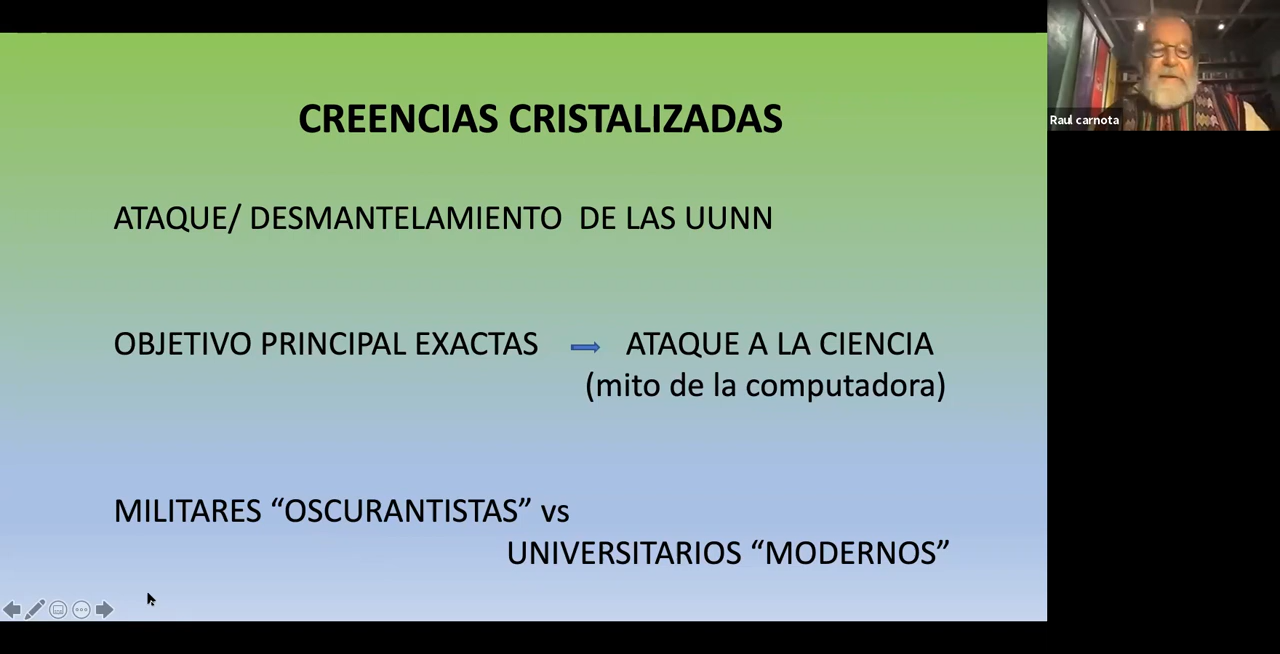 CREENCIAS CRISTALIZADAS
ATAQUE/ DESMANTELAMIENTO DE LAS UUNN
OBJETIVO PRINCIPAL EXACTAS ATAQUE A LA CIENCIA
(mito de la computadora)
MILITARES “OSCURANTISTAS” vs
UNIVERSITARIOS “MODERNOS”
Raul carnota